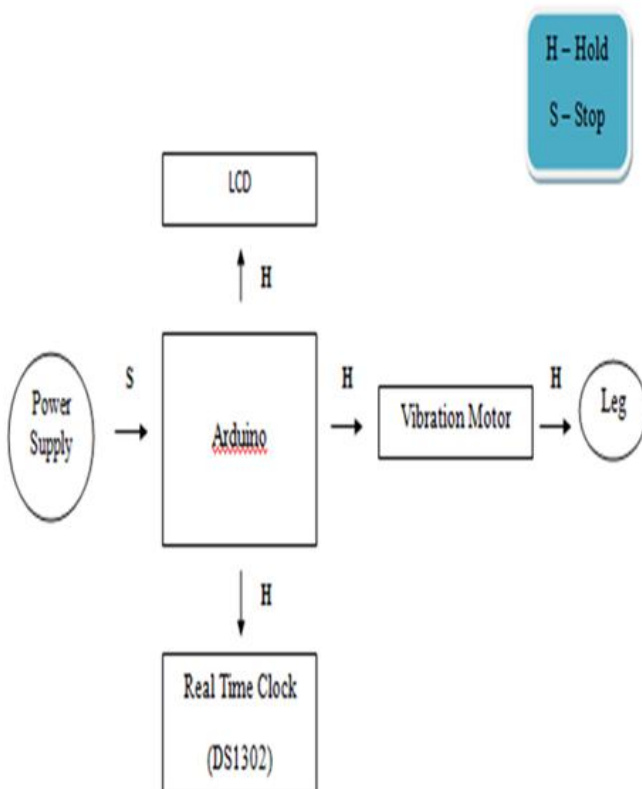 H – Hold
S – Stop
LCD
H
S
H
H
Power
Supply
Arduino
Vibration Motor
Leg
H
Real Time Clock
(DS1302)